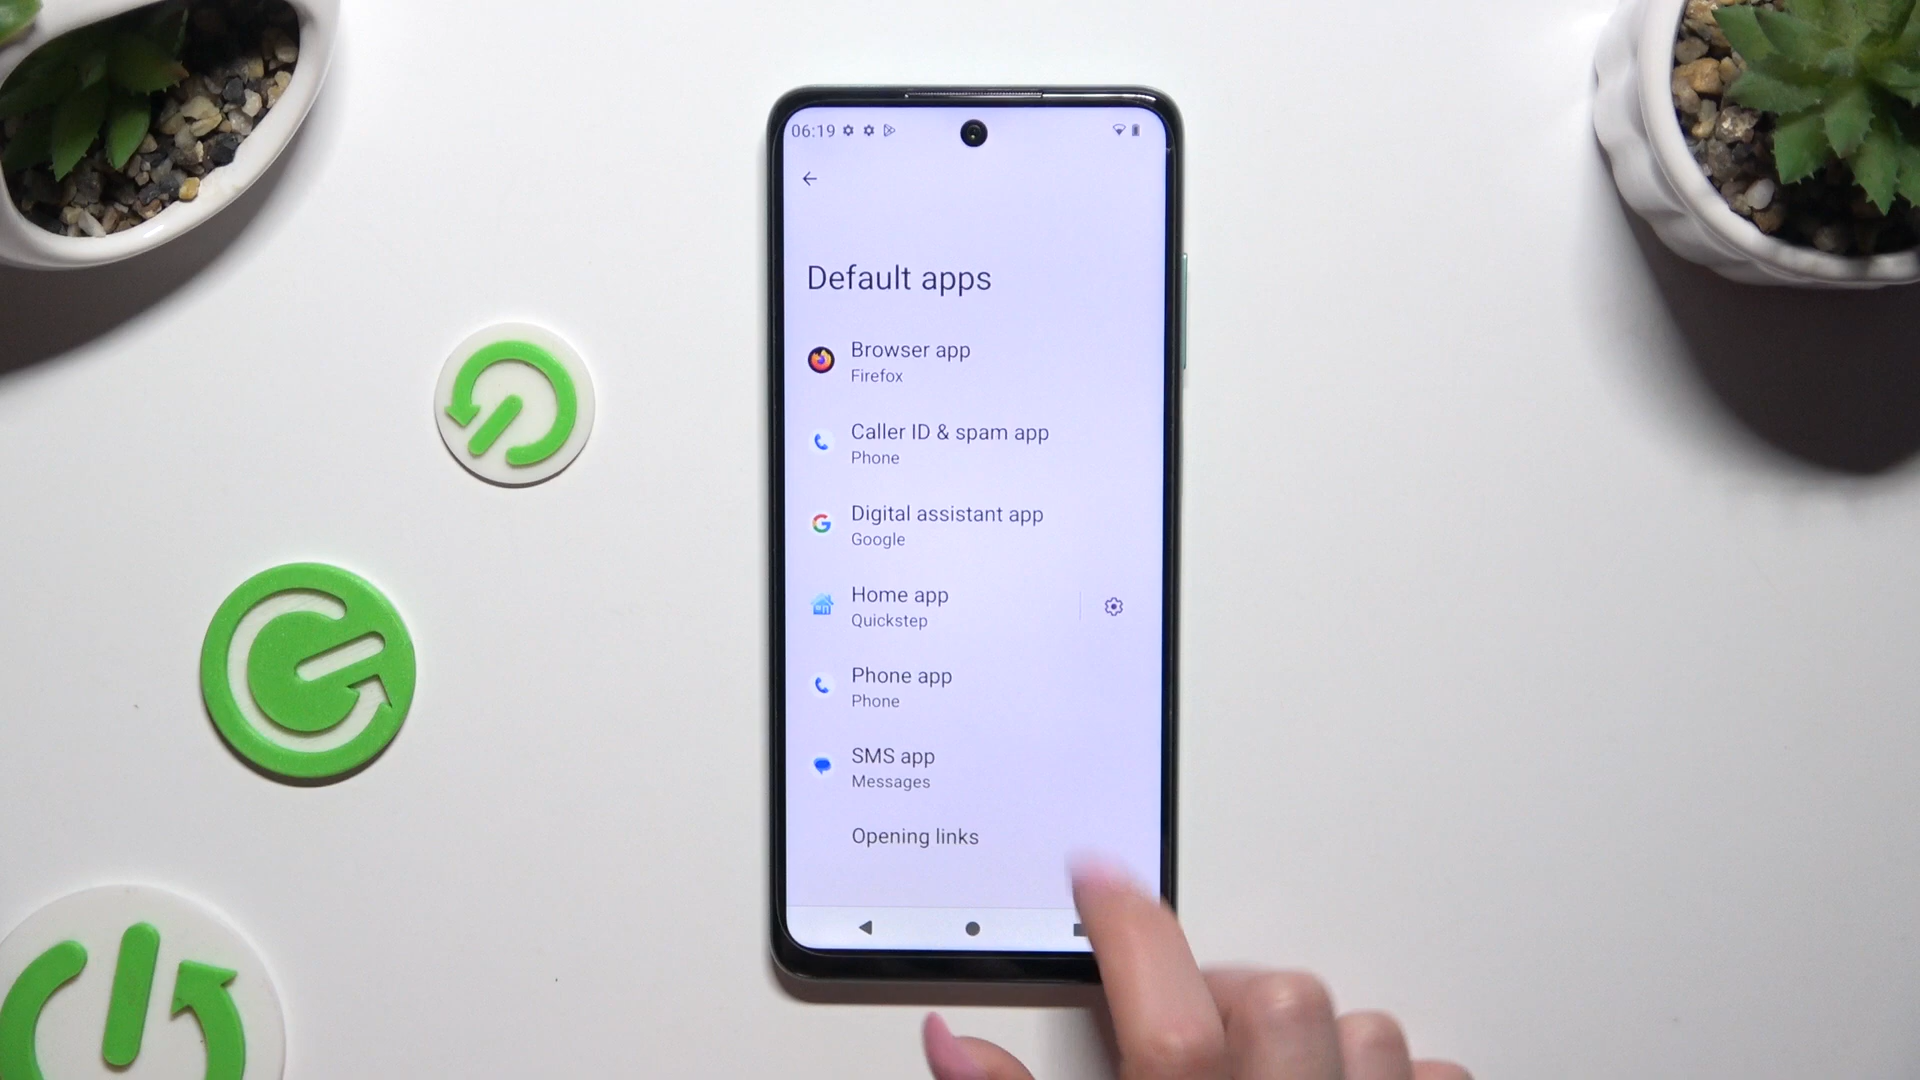 06:19
Default apps
Browser app
Firefox
Caller ID & spam app
Phone
Digital assistant app
Google
Home app
Quickstep
Phone app
Phone
SMS app
Messages
Opening links